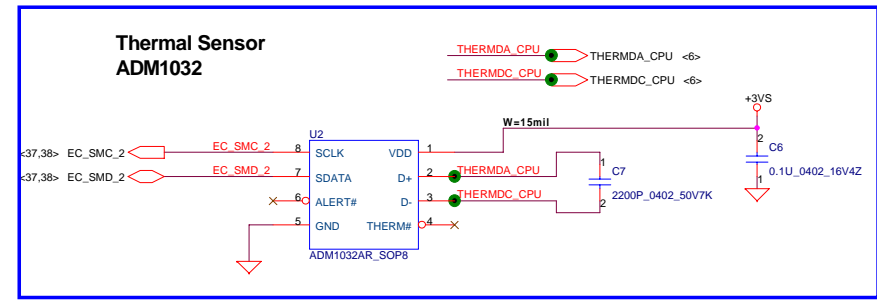 Thermal Sensor
ADM1032
THERMDA_CPU THERMDA_CPU <6>
THERMDC_CPU THERMDC_CPU <6>
+3VS
W=15mil
U2
<37,38> EC_SMC_2 EC_SMC_2 8 SCLK VDD 1
2 C6
0.1U_0402_16V4Z
1
<37,38> EC_SMD_2 EC_SMD_2 7 SDATA D+ 2 THERMDA_CPU
1 C7
2200P_0402_50V7K
2
6 ALERT# D- 3 THERMDC_CPU
5 GND THERM# 4
ADM1032AR_SOP8